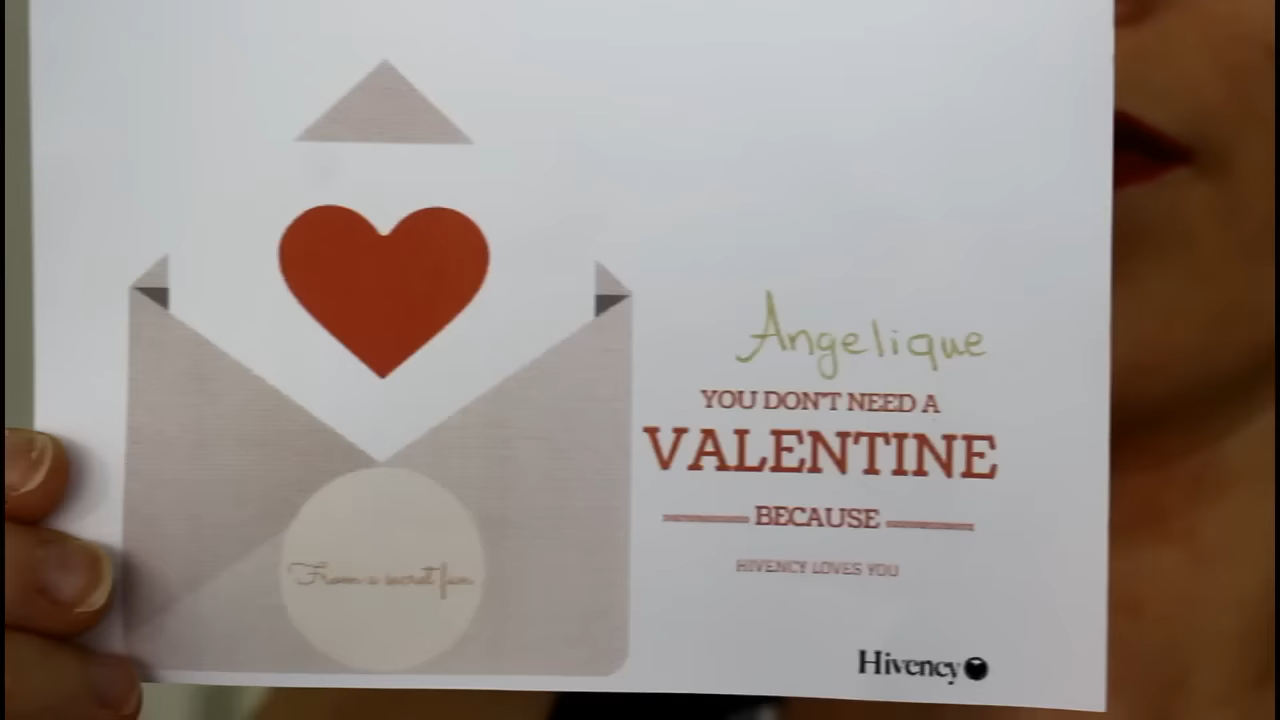 Angelique
YOU DON'T NEED A
VALENTINE
BECAUSE
HIVENCY LOVES YOU
From a secret fan
Hivency